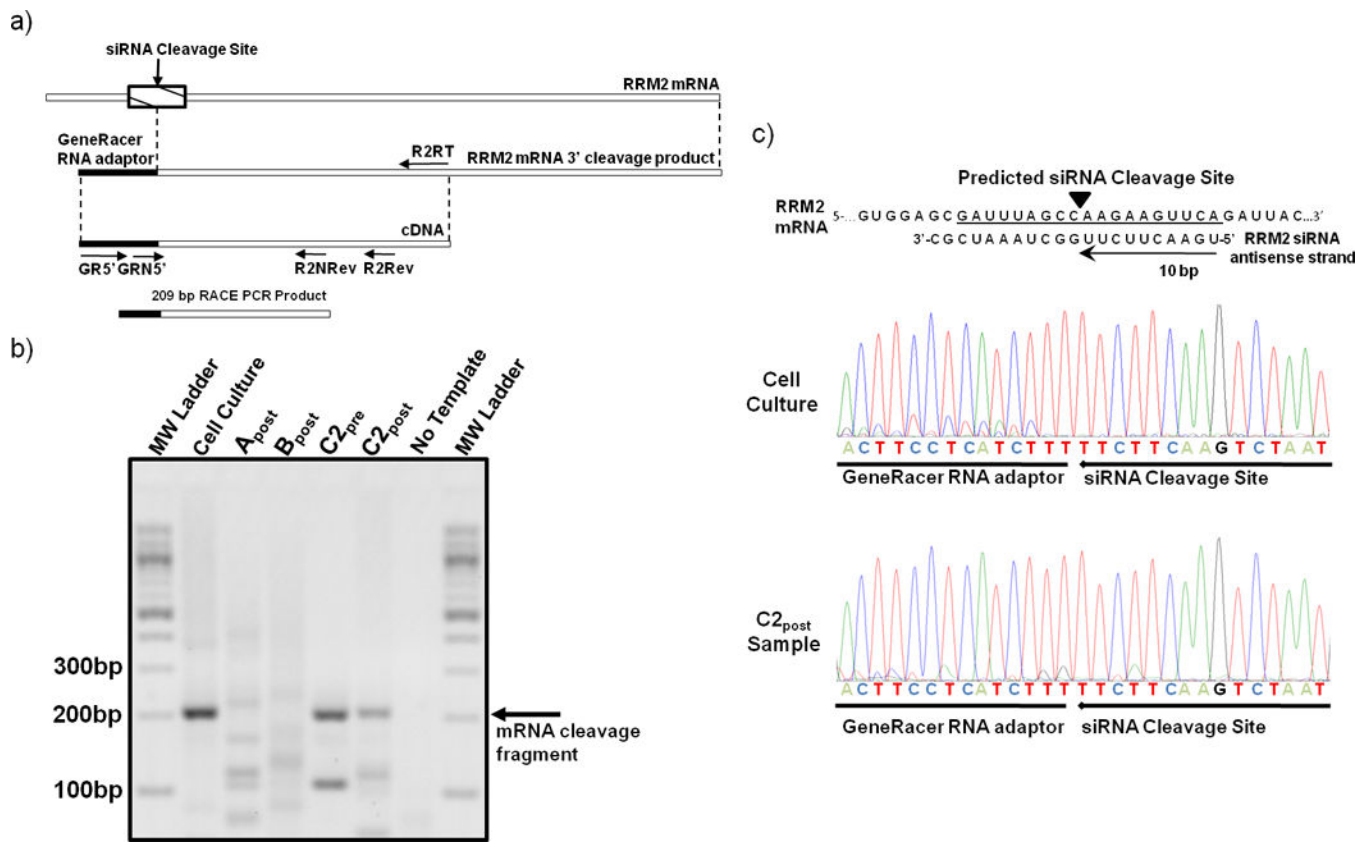 a)
siRNA Cleavage Site
RRM2 mRNA
GeneRacer
RNA adaptor
R2RT
RRM2 mRNA 3' cleavage product
cDNA
GR5' GRN5'
R2NRev R2Rev
209 bp RACE PCR Product
b)
MW Ladder
Cell Culture
Apost
Bpost
C2pre
C2post
No Template
MW Ladder
300bp
200bp
100bp
mRNA cleavage
fragment
c)
Predicted siRNA Cleavage Site
RRM2
mRNA
5-...GUGGAGCGAUUUAGCCAAGAAGUUCAGAUUAC...3'
3'-CGCUAAAUCGGUUCUUCAAGU-5'
RRM2 siRNA
antisense strand
10 bp
Cell
Culture
ACTTCCTCATCTTTTTCTTCAAGTCTAAT
GeneRacer RNA adaptor
siRNA Cleavage Site
C2post
Sample
ACTTCCTCATCTTTTTCTTCAAGTCTAAT
GeneRacer RNA adaptor
siRNA Cleavage Site